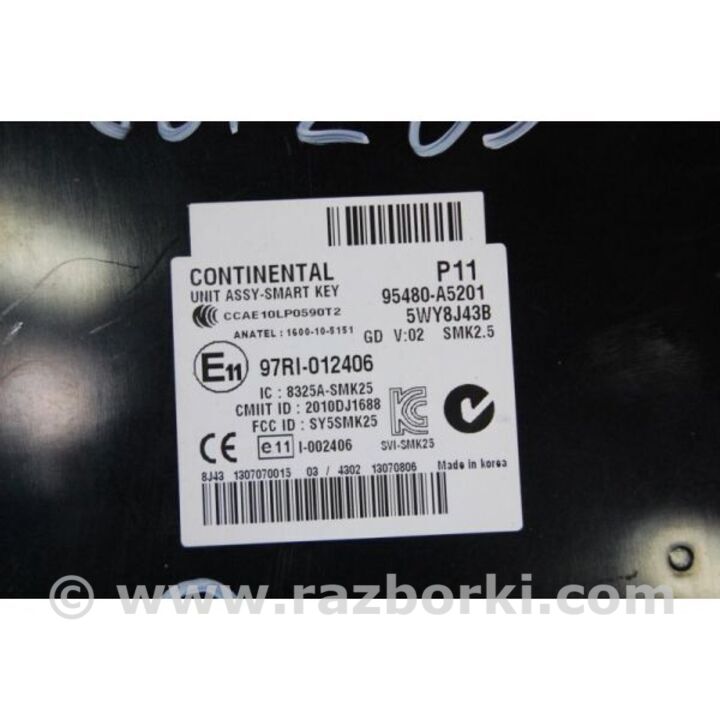 CONTINENTAL P11
UNIT ASSY-SMART KEY 95480-A5201
CCAE10LP0590T2 5WY8J43B
ANATEL : 1600-10-5151 GD V:02 SMK2.5
E11 97RI-012406
IC : 8325A-SMK25
CMIIT ID : 2010DJ1688
FCC ID : SY5SMK25
CE e11 I-002406 SVI-SMK25
8J43 1307070015 03 / 4302 13070806 Made in korea
© www.razborki.com